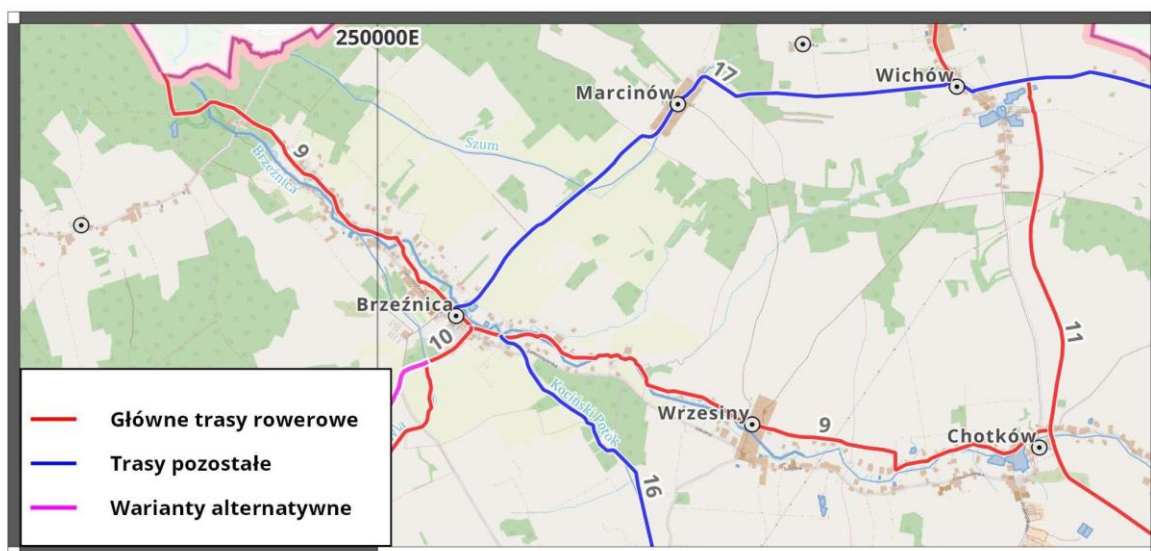 250000E
17
Marcinów
Wichów
Szum
9
Brzeźnica
Brzeźnica
10
11
Kociński Potok
Wrzesiny
9
Chotków
16
Główne trasy rowerowe
Trasy pozostałe
Warianty alternatywne